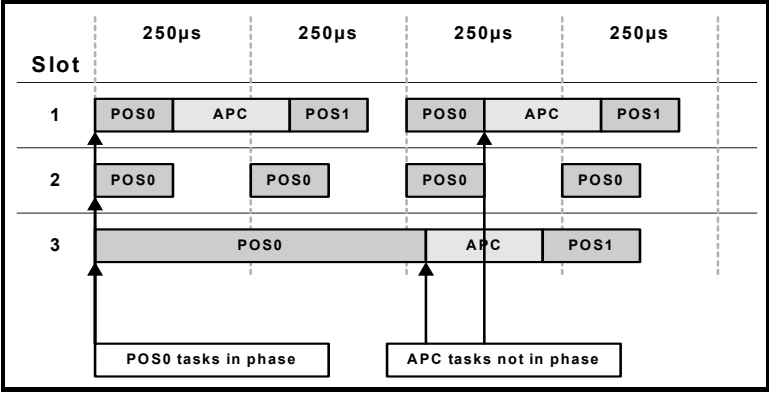 250µs 250µs 250µs 250µs
Slot
1 POS0 APC POS1 POS0 APC POS1
2 POS0 POS0 POS0 POS0
3 POS0 APC POS1
POS0 tasks in phase APC tasks not in phase